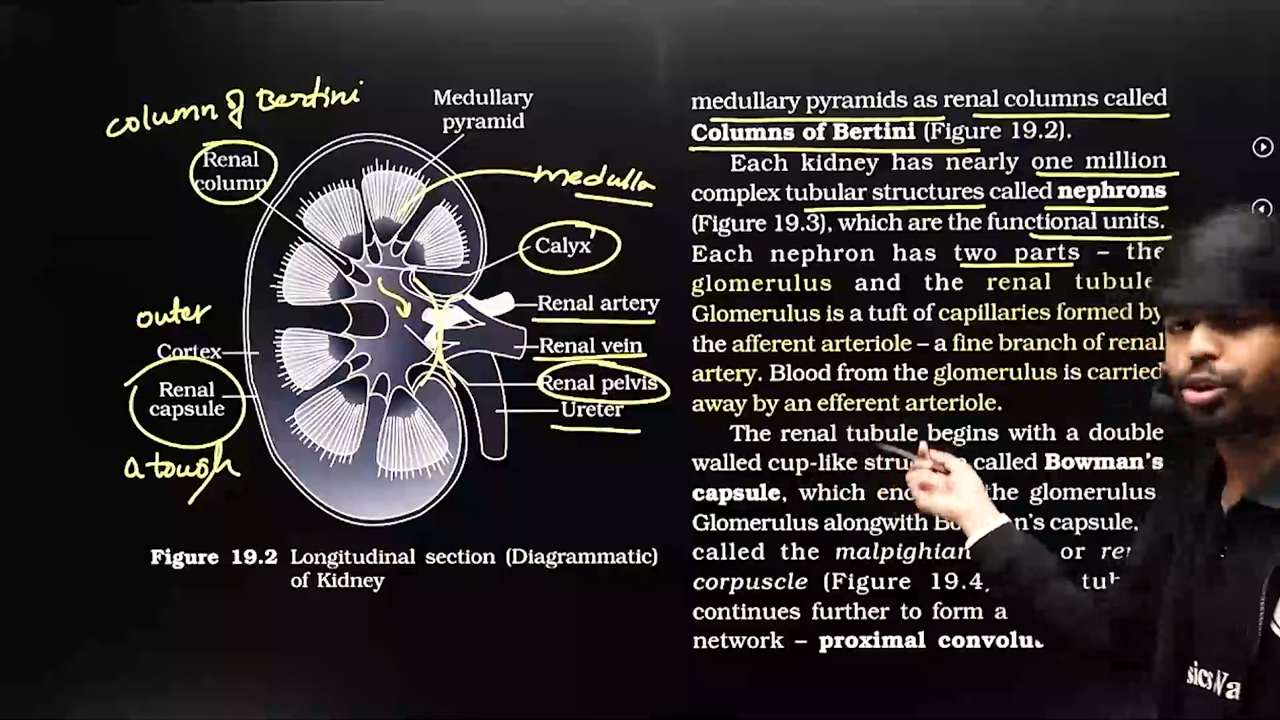 column of Bertini
Medullary
pyramid
Renal
column
medulla
Calyx
Renal artery
outer
Renal vein
Cortex
Renal pelvis
Renal
capsule
Ureter
a tough
Figure 19.2 Longitudinal section (Diagrammatic)
of Kidney
medullary pyramids as renal columns called
Columns of Bertini (Figure 19.2).
Each kidney has nearly one million
complex tubular structures called nephrons
(Figure 19.3), which are the functional units.
Each nephron has two parts – the
glomerulus and the renal tubule
Glomerulus is a tuft of capillaries formed by
the afferent arteriole – a fine branch of renal
artery. Blood from the glomerulus is carried
away by an efferent arteriole.
The renal tubule begins with a double
walled cup-like called Bowman's
capsule, which the glomerulus
Glomerulus alongwith capsule,
called the malpighian or
corpuscle (Figure 19.4,
continues further to form a
network – proximal